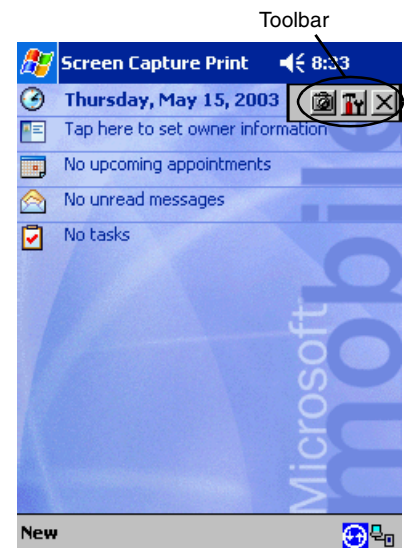 Toolbar
Screen Capture Print 8:33
Thursday, May 15, 2003
Tap here to set owner information
No upcoming appointments
No unread messages
No tasks
Microsoft
mobile
New